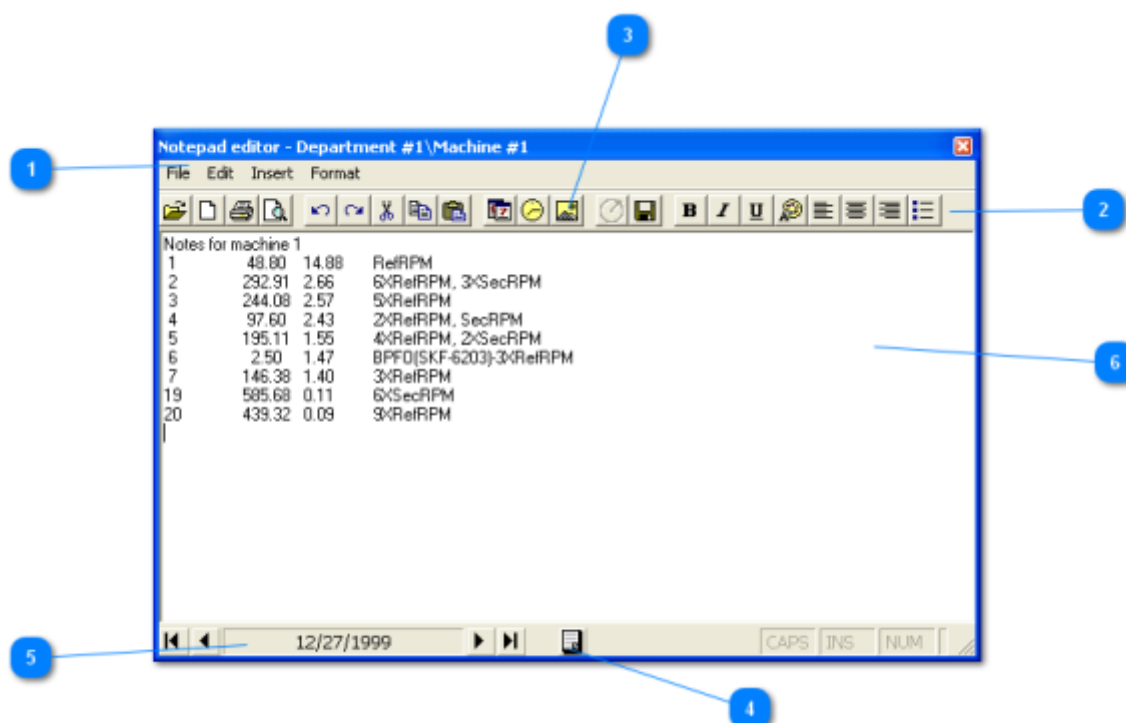 3
Notepad editor - Department #1\Machine #1
1
File Edit Insert Format
B I U
2
Notes for machine 1
1 48.80 14.88 RefRPM
2 292.91 2.66 6XRefRPM, 3XSecRPM
3 244.08 2.57 5XRefRPM
4 97.60 2.43 2XRefRPM, SecRPM
5 195.11 1.55 4XRefRPM, 2XSecRPM
6 2.50 1.47 BPFO(SKF-6203)-3XRefRPM
6
7 146.38 1.40 3XRefRPM
19 585.68 0.11 6XSecRPM
20 439.32 0.09 9XRefRPM
12/27/1999 CAPS INS NUM
5
4